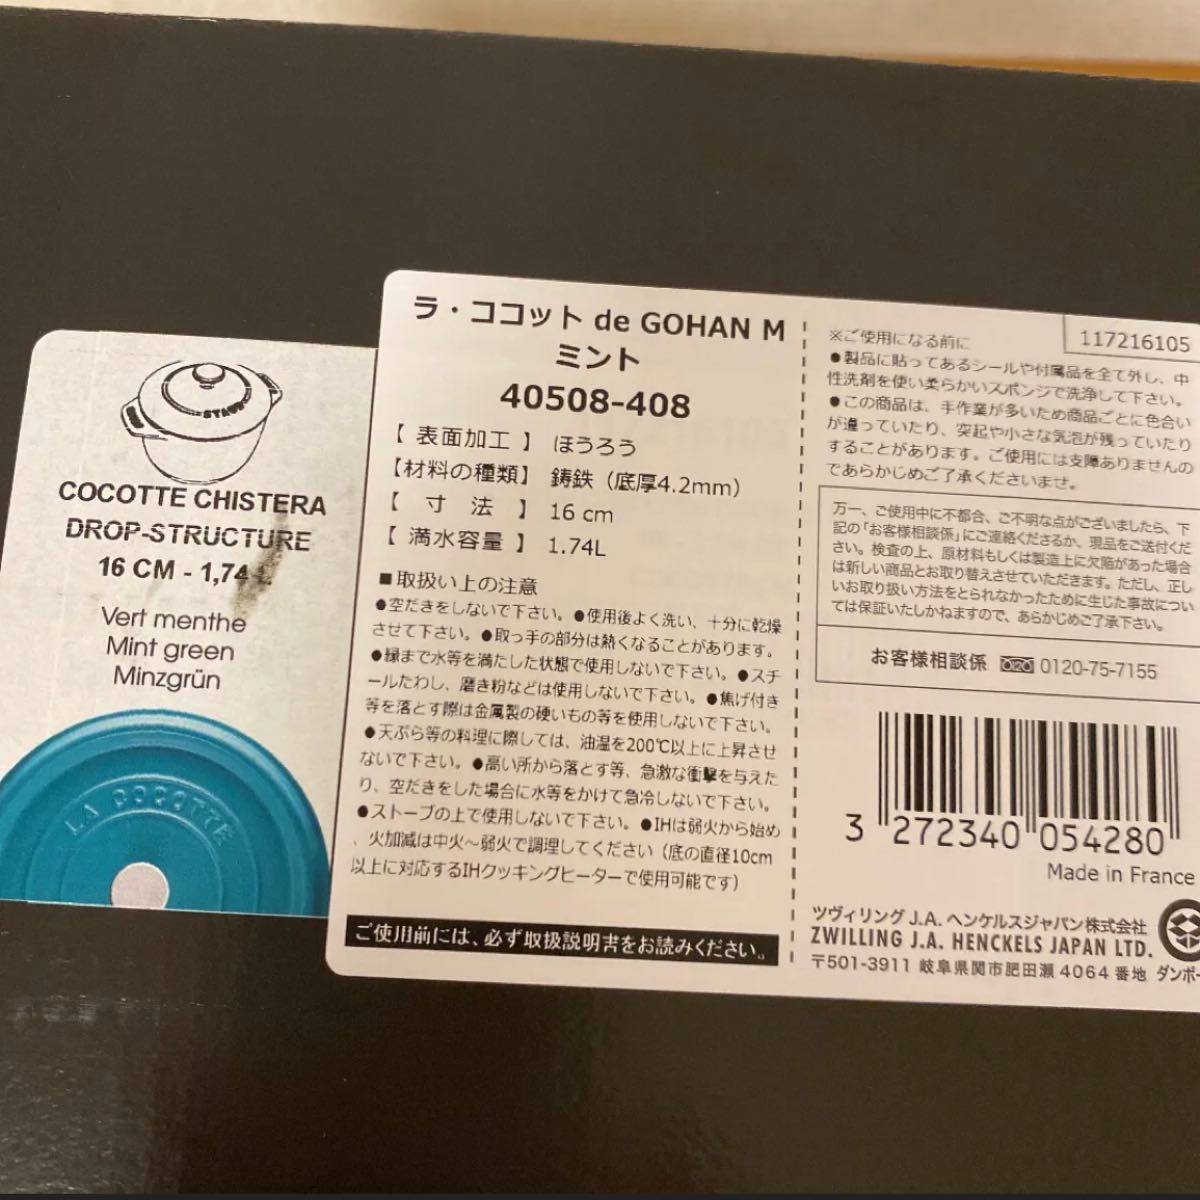 STAUB
COCOTTE CHISTERA
DROP-STRUCTURE
16 CM - 1,74 L
Vert menthe
Mint green
Minzgrün
LA COCOTTE
ラ・ココット de GOHAN M
ミント
40508-408
【 表面加工 】 ほうろう
【材料の種類】 鋳鉄（底厚4.2mm）
【 寸 法 】 16 cm
【 満水容量 】 1.74L
■取扱い上の注意
●空だきをしないで下さい。●使用後よく洗い、十分に乾燥
させて下さい。●取っ手の部分は熱くなることがあります。
●縁まで水等を満たした状態で使用しないで下さい。●スチ
ールたわし、磨き粉などは使用しないで下さい。●焦げ付き
等を落とす際は金属製の硬いもの等を使用しないで下さい。
●天ぷら等の料理に際しては、油温を200℃以上に上昇させ
ないで下さい。●高い所から落とす等、急激な衝撃を与えた
り、空だきをした場合に水等をかけて急冷しないで下さい。
●ストーブの上で使用しないで下さい。●IHは弱火から始め
、火加減は中火～弱火で調理してください（底の直径10cm
以上に対応するIHクッキングヒーターで使用可能です）
ご使用前には、必ず取扱説明書をお読みください。
117216105
※ご使用になる前に
●製品に貼ってあるシールや付属品を全て外し、中
性洗剤を使い柔らかいスポンジで洗浄して下さい。
●この商品は、手作業が多いため商品ごとに色合い
が違っていたり、突起や小さな気泡が残っていたり
することがあります。ご使用には支障ありませんの
であらかじめご了承くださいませ。
万一、ご使用中に不都合、ご不明な点がございましたら、下
記の「お客様相談係」にご連絡くださるか、現品をご送付くだ
さい。検査の上、原材料もしくは製造上に欠陥があった場合
は新しい商品とお取り替えさせていただきます。ただし、正し
いお取り扱い方法をとられなかったために生じた事故につい
ては保証いたしかねますので、あらかじめご了承下さい。
お客様相談係 0120-75-7155
3 272340 054280
Made in France
ツヴィリング J.A. ヘンケルスジャパン株式会社
ZWILLING J.A. HENCKELS JAPAN LTD.
〒501-3911 岐阜県関市肥田瀬 4064 番地
ダンボー